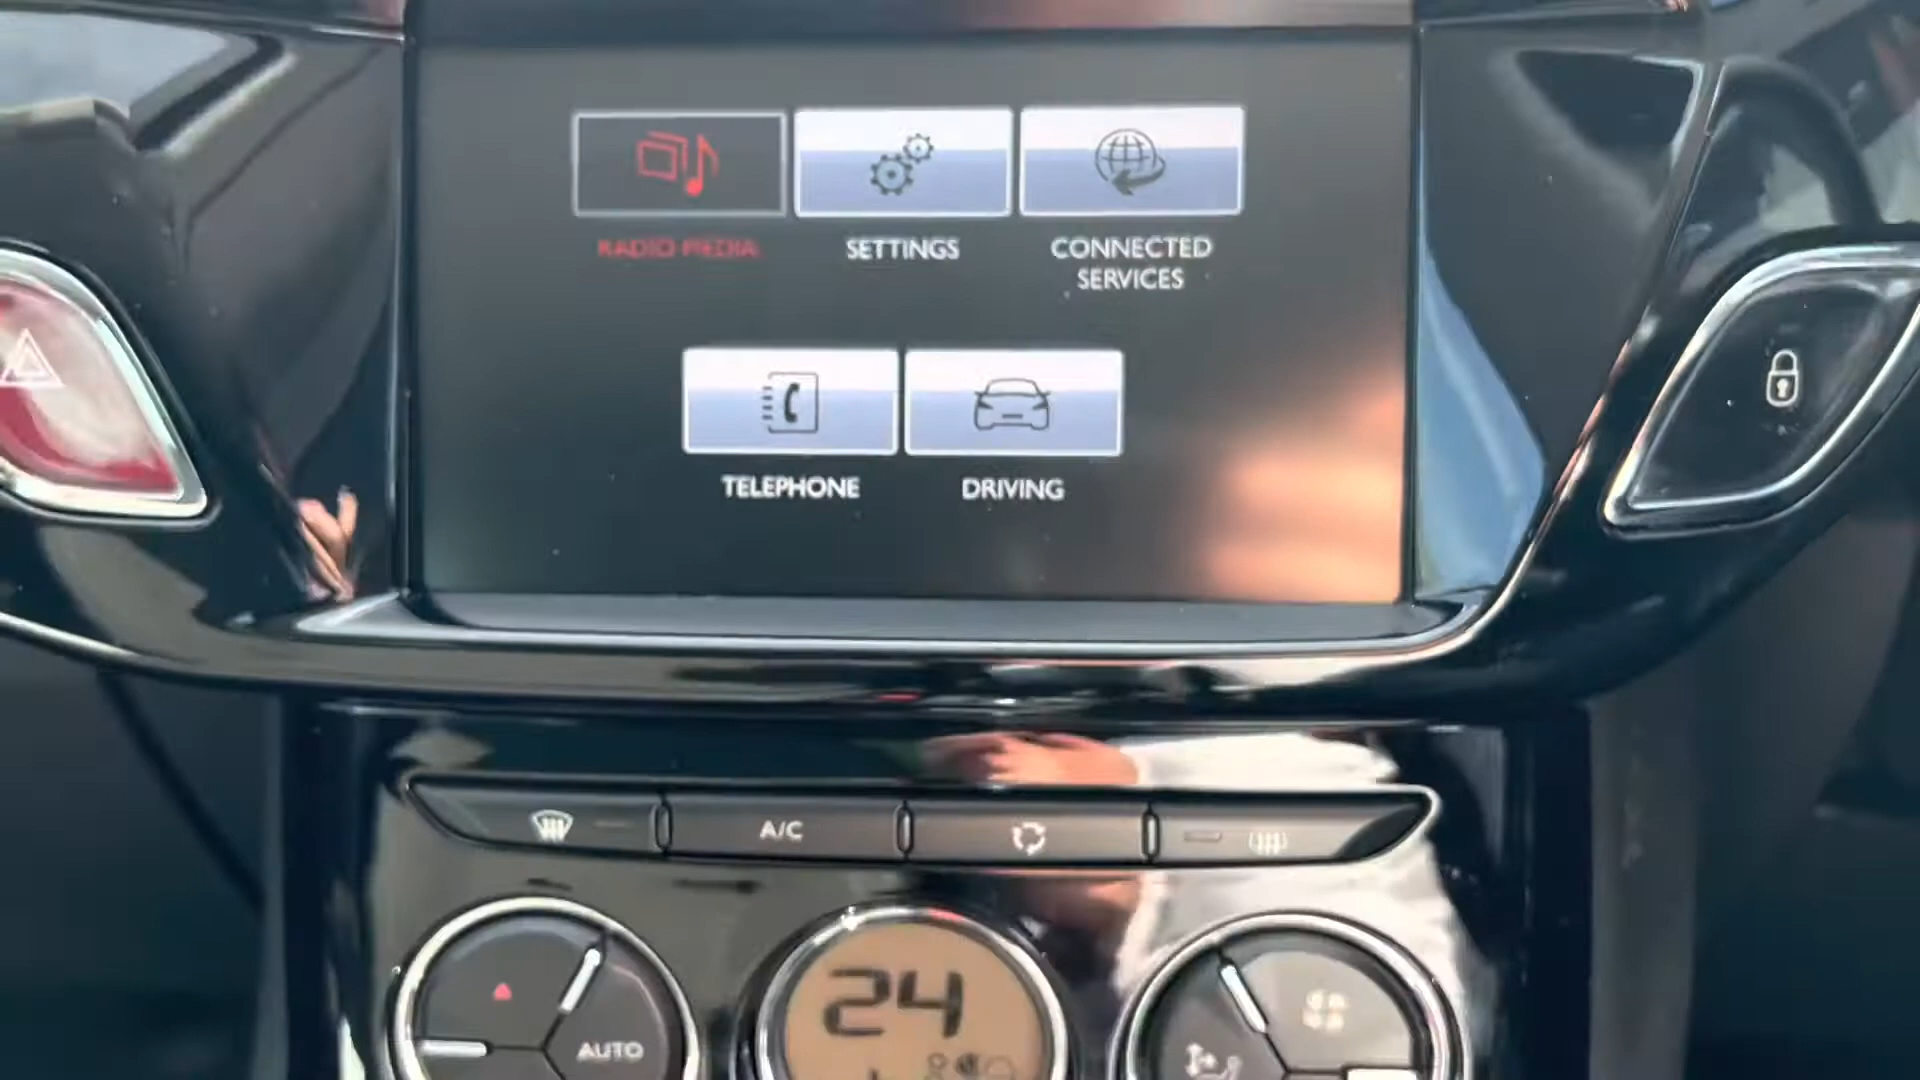 RADIO MEDIA
SETTINGS
CONNECTED
SERVICES
TELEPHONE
DRIVING
A/C
24
AUTO